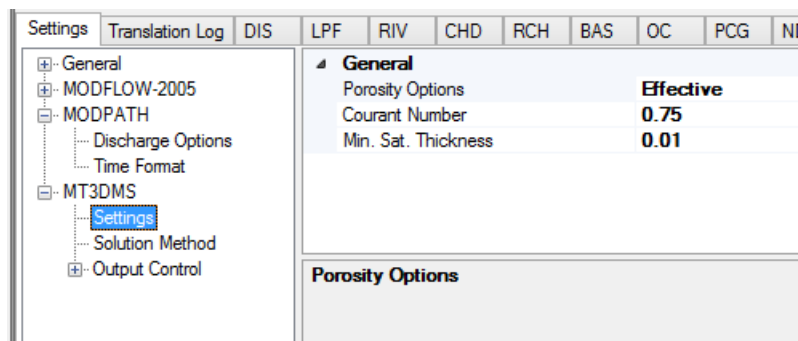 Settings Translation Log DIS LPF RIV CHD RCH BAS OC PCG
General
MODFLOW-2005
MODPATH
Discharge Options
Time Format
MT3DMS
Settings
Solution Method
Output Control
General
Porosity Options Effective
Courant Number 0.75
Min. Sat. Thickness 0.01
Porosity Options